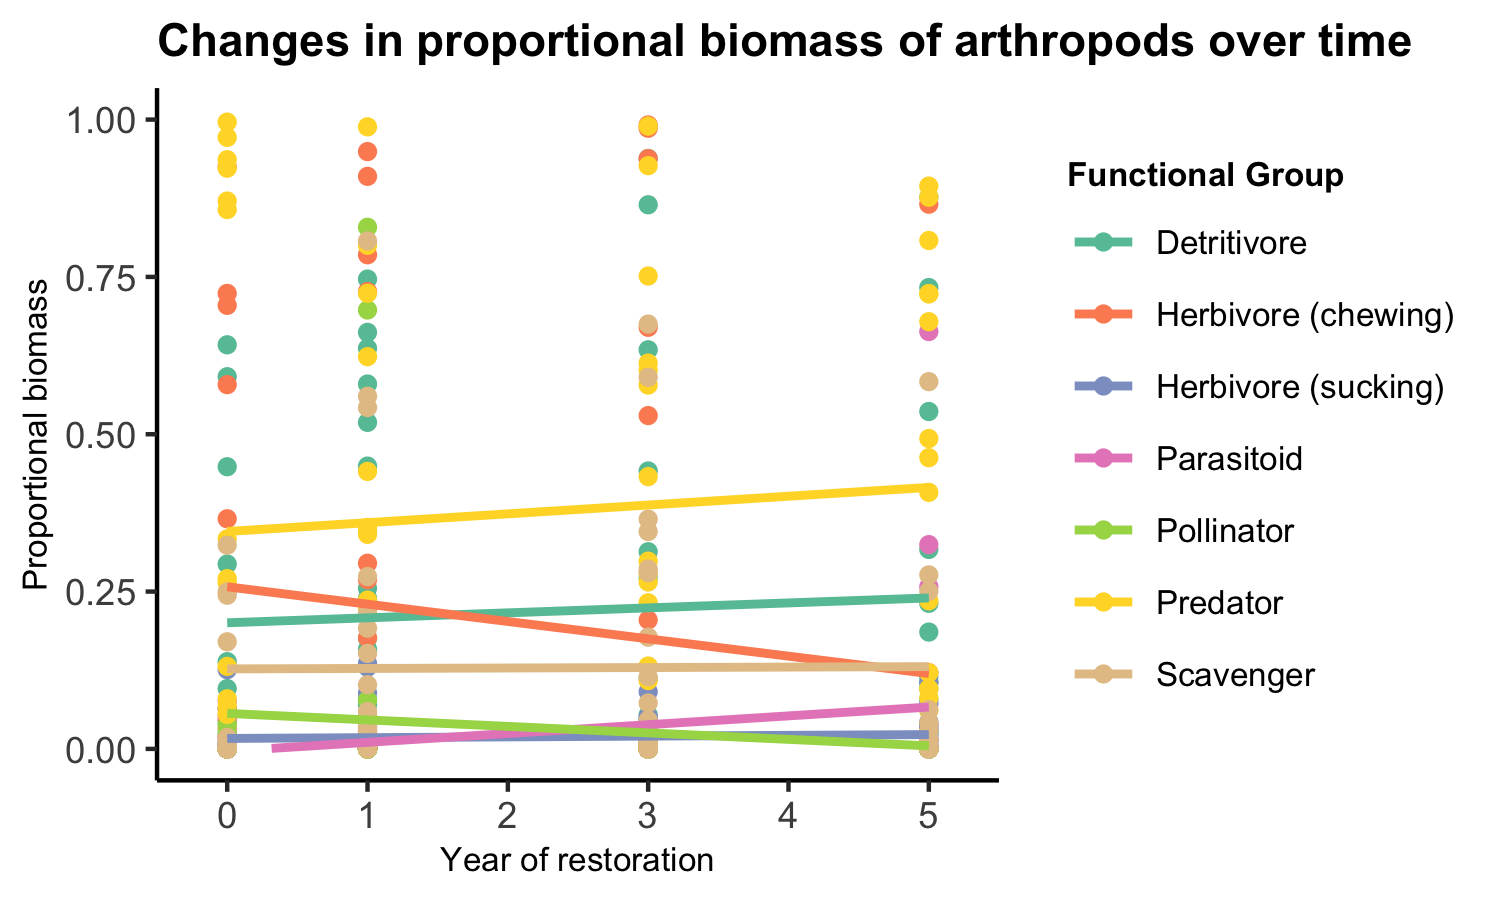 Changes in proportional biomass of arthropods over time
1.00
0.75
0.50
0.25
0.00
Proportional biomass
0 1 2 3 4 5
Year of restoration
Functional Group
Detritivore
Herbivore (chewing)
Herbivore (sucking)
Parasitoid
Pollinator
Predator
Scavenger